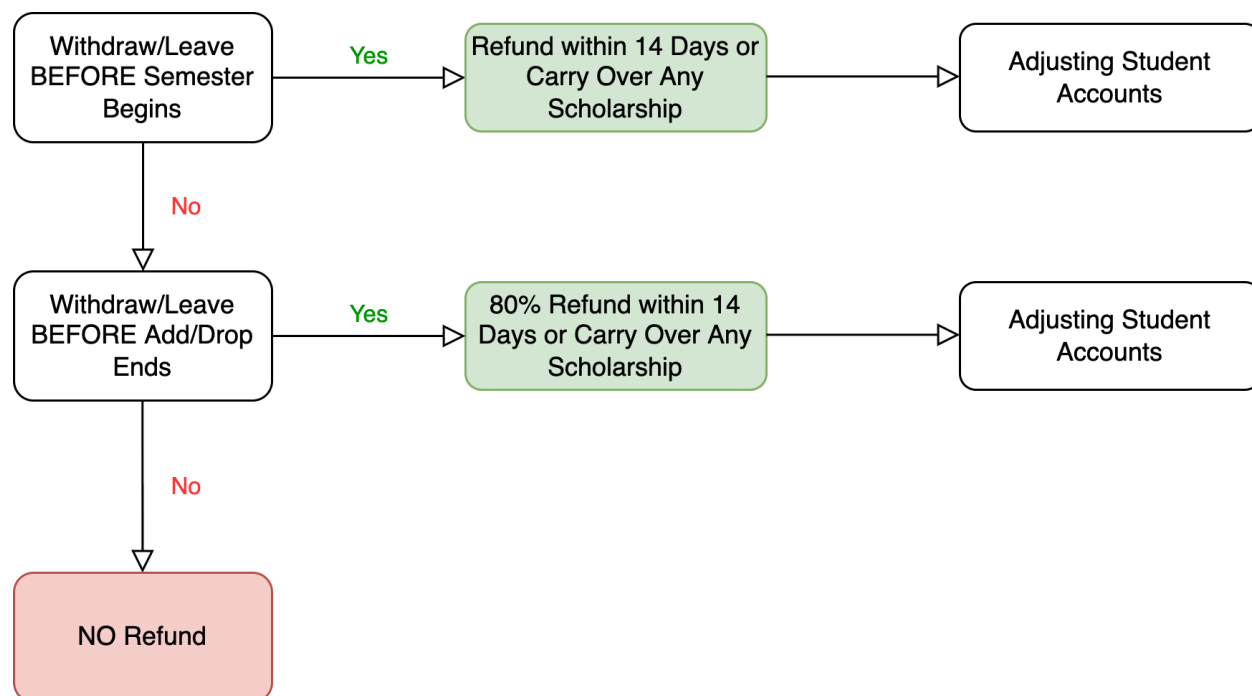 Withdraw/Leave
BEFORE Semester
Begins
Yes
Refund within 14 Days or
Carry Over Any
Scholarship
Adjusting Student
Accounts
No
Withdraw/Leave
BEFORE Add/Drop
Ends
Yes
80% Refund within 14
Days or Carry Over Any
Scholarship
Adjusting Student
Accounts
No
NO Refund